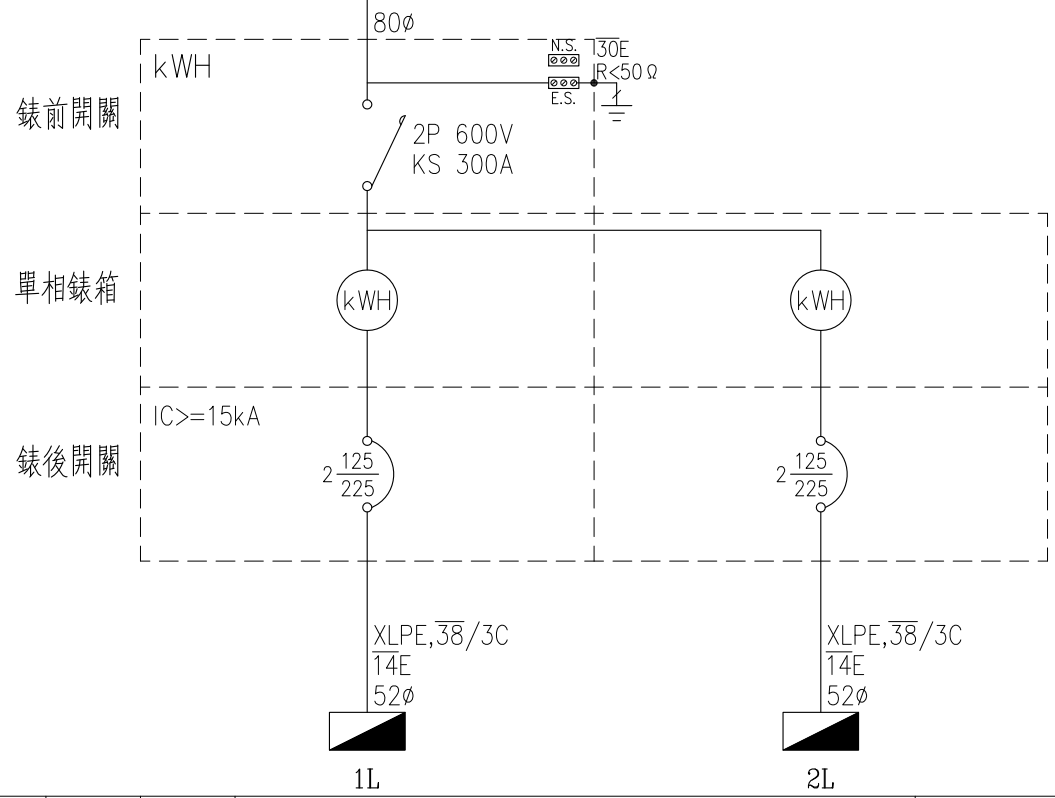 80ø
kWH
N.S.
30E
R<50Ω
E.S.
錶前開關
2P 600V
KS 300A
單相錶箱
kWH
kWH
IC>=15kA
錶後開關
2 125/225
2 125/225
XLPE,38/3C
14E
52ø
XLPE,38/3C
14E
52ø
1L
2L